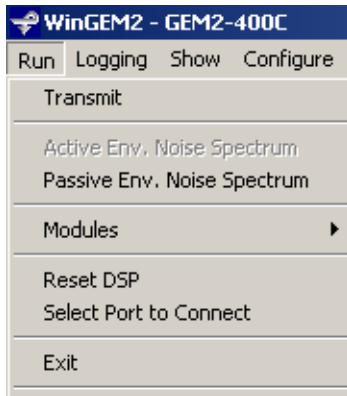 WinGEM2 - GEM2-400C
Run Logging Show Configure
Transmit
Active Env. Noise Spectrum
Passive Env. Noise Spectrum
Modules
Reset DSP
Select Port to Connect
Exit